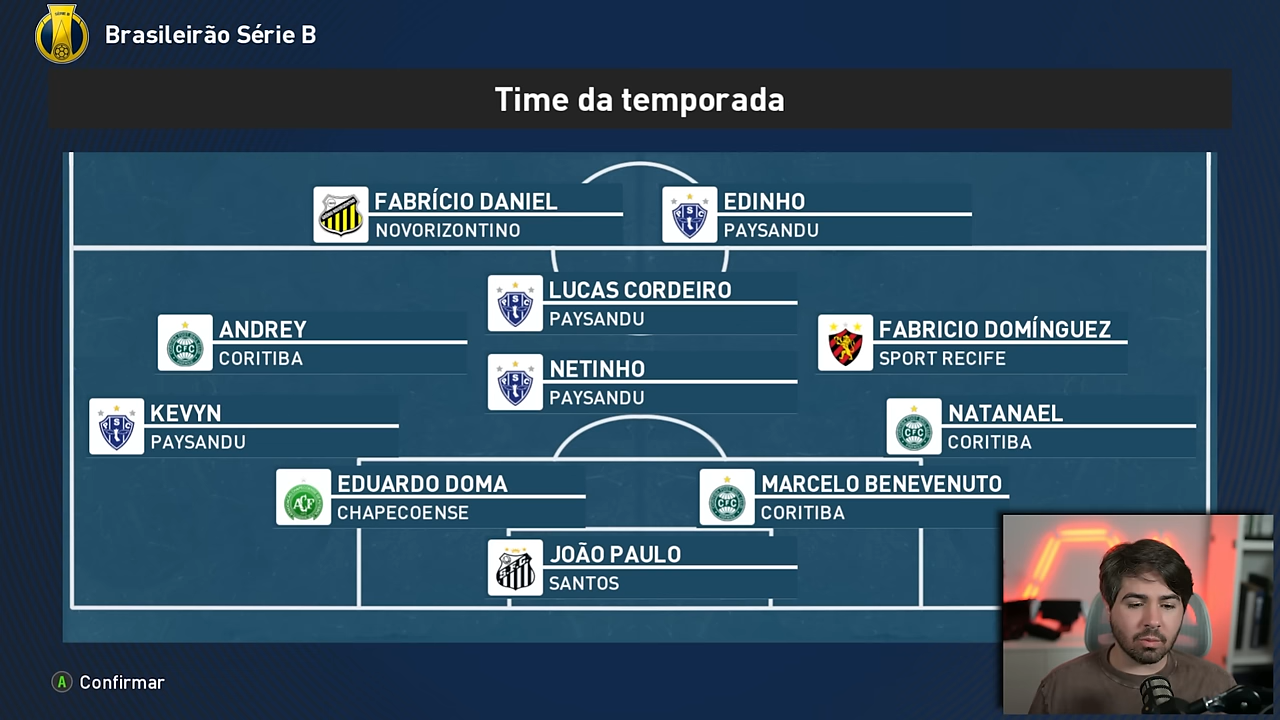 Brasileirão Série B
Time da temporada
FABRÍCIO DANIEL
NOVORIZONTINO
EDINHO
PAYSANDU
LUCAS CORDEIRO
PAYSANDU
ANDREY
CORITIBA
FABRICIO DOMÍNGUEZ
SPORT RECIFE
NETINHO
PAYSANDU
KEVYN
PAYSANDU
NATANAEL
CORITIBA
EDUARDO DOMA
CHAPECOENSE
MARCELO BENEVENUTO
CORITIBA
JOÃO PAULO
SANTOS
A Confirmar